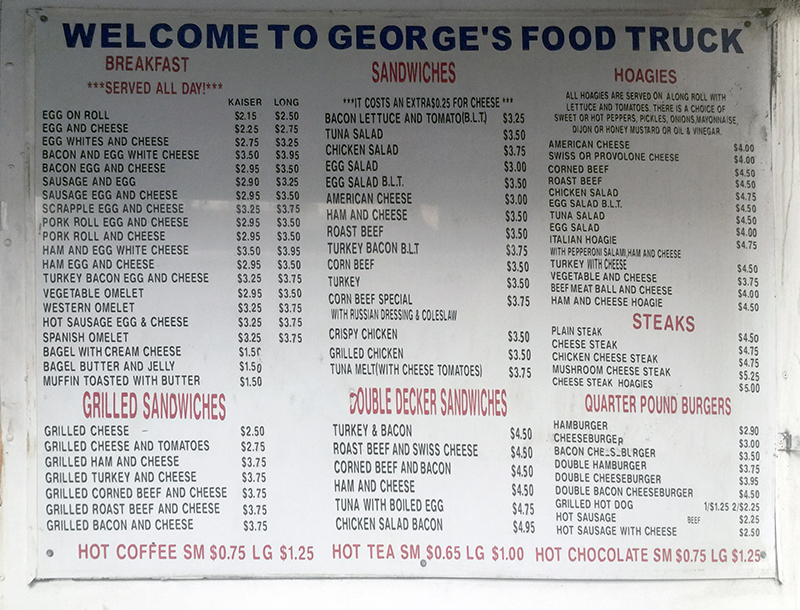 WELCOME TO GEORGE'S FOOD TRUCK
BREAKFAST
***SERVED ALL DAY!***
KAISER LONG
EGG ON ROLL $2.15 $2.50
EGG AND CHEESE $2.25 $2.75
EGG WHITES AND CHEESE $2.75 $3.25
BACON AND EGG WHITE CHEESE $3.50 $3.95
BACON EGG AND CHEESE $2.95 $3.50
SAUSAGE AND EGG $2.90 $3.25
SAUSAGE EGG AND CHEESE $2.95 $3.50
SCRAPPLE EGG AND CHEESE $3.25 $3.75
PORK ROLL EGG AND CHEESE $2.95 $3.50
PORK ROLL AND CHEESE $2.95 $3.50
HAM AND EGG WHITE CHEESE $3.50 $3.95
HAM EGG AND CHEESE $2.95 $3.50
TURKEY BACON EGG AND CHEESE $3.25 $3.75
VEGETABLE OMELET $2.95 $3.50
WESTERN OMELET $3.25 $3.75
HOT SAUSAGE EGG & CHEESE $3.25 $3.75
SPANISH OMELET $3.25 $3.75
BAGEL WITH CREAM CHEESE $1.50
BAGEL BUTTER AND JELLY $1.50
MUFFIN TOASTED WITH BUTTER $1.50
GRILLED SANDWICHES
GRILLED CHEESE $2.50
GRILLED CHEESE AND TOMATOES $2.75
GRILLED HAM AND CHEESE $3.75
GRILLED TURKEY AND CHEESE $3.75
GRILLED CORNED BEEF AND CHEESE $3.75
GRILLED ROAST BEEF AND CHEESE $3.75
GRILLED BACON AND CHEESE $3.75
SANDWICHES
***IT COSTS AN EXTRA$0.25 FOR CHEESE ***
BACON LETTUCE AND TOMATO(B.L.T.) $3.25
TUNA SALAD $3.50
CHICKEN SALAD $3.75
EGG SALAD $3.00
EGG SALAD B.L.T. $3.50
AMERICAN CHEESE $3.00
HAM AND CHEESE $3.50
ROAST BEEF $3.50
TURKEY BACON B.L.T $3.75
CORN BEEF $3.50
TURKEY $3.50
CORN BEEF SPECIAL $3.75
WITH RUSSIAN DRESSING & COLESLAW
CRISPY CHICKEN $3.50
GRILLED CHICKEN $3.50
TUNA MELT(WITH CHEESE TOMATOES) $3.75
DOUBLE DECKER SANDWICHES
TURKEY & BACON $4.50
ROAST BEEF AND SWISS CHEESE $4.50
CORNED BEEF AND BACON $4.50
HAM AND CHEESE $4.50
TUNA WITH BOILED EGG $4.75
CHICKEN SALAD BACON $4.95
HOAGIES
ALL HOAGIES ARE SERVED ON A LONG ROLL WITH
LETTUCE AND TOMATOES. THERE IS A CHOICE OF
SWEET OR HOT PEPPERS, PICKLES, ONIONS,MAYONNAISE,
DIJON OR HONEY MUSTARD OR OIL & VINEGAR.
AMERICAN CHEESE $4.00
SWISS OR PROVOLONE CHEESE $4.00
CORNED BEEF $4.50
ROAST BEEF $4.50
CHICKEN SALAD $4.75
EGG SALAD B.L.T. $4.50
TUNA SALAD $4.50
EGG SALAD $4.00
ITALIAN HOAGIE $4.75
WITH PEPPERONI SALAMI,HAM AND CHEESE
TURKEY WITH CHEESE $4.50
VEGETABLE AND CHEESE $3.75
BEEF MEAT BALL AND CHEESE $4.00
HAM AND CHEESE HOAGIE $4.50
STEAKS
PLAIN STEAK $4.50
CHEESE STEAK $4.75
CHICKEN CHEESE STEAK $4.75
MUSHROOM CHEESE STEAK $5.25
CHEESE STEAK HOAGIES $5.00
QUARTER POUND BURGERS
HAMBURGER $2.90
CHEESEBURGER $3.00
BACON CHEESEBURGER $3.50
DOUBLE HAMBURGER $3.75
DOUBLE CHEESEBURGER $3.95
DOUBLE BACON CHEESEBURGER $4.50
GRILLED HOT DOG 1/$1.25 2/$2.25
HOT SAUSAGE BEEF $2.25
HOT SAUSAGE WITH CHEESE $2.50
HOT COFFEE SM $0.75 LG $1.25 HOT TEA SM $0.65 LG $1.00 HOT CHOCOLATE SM $0.75 LG $1.25